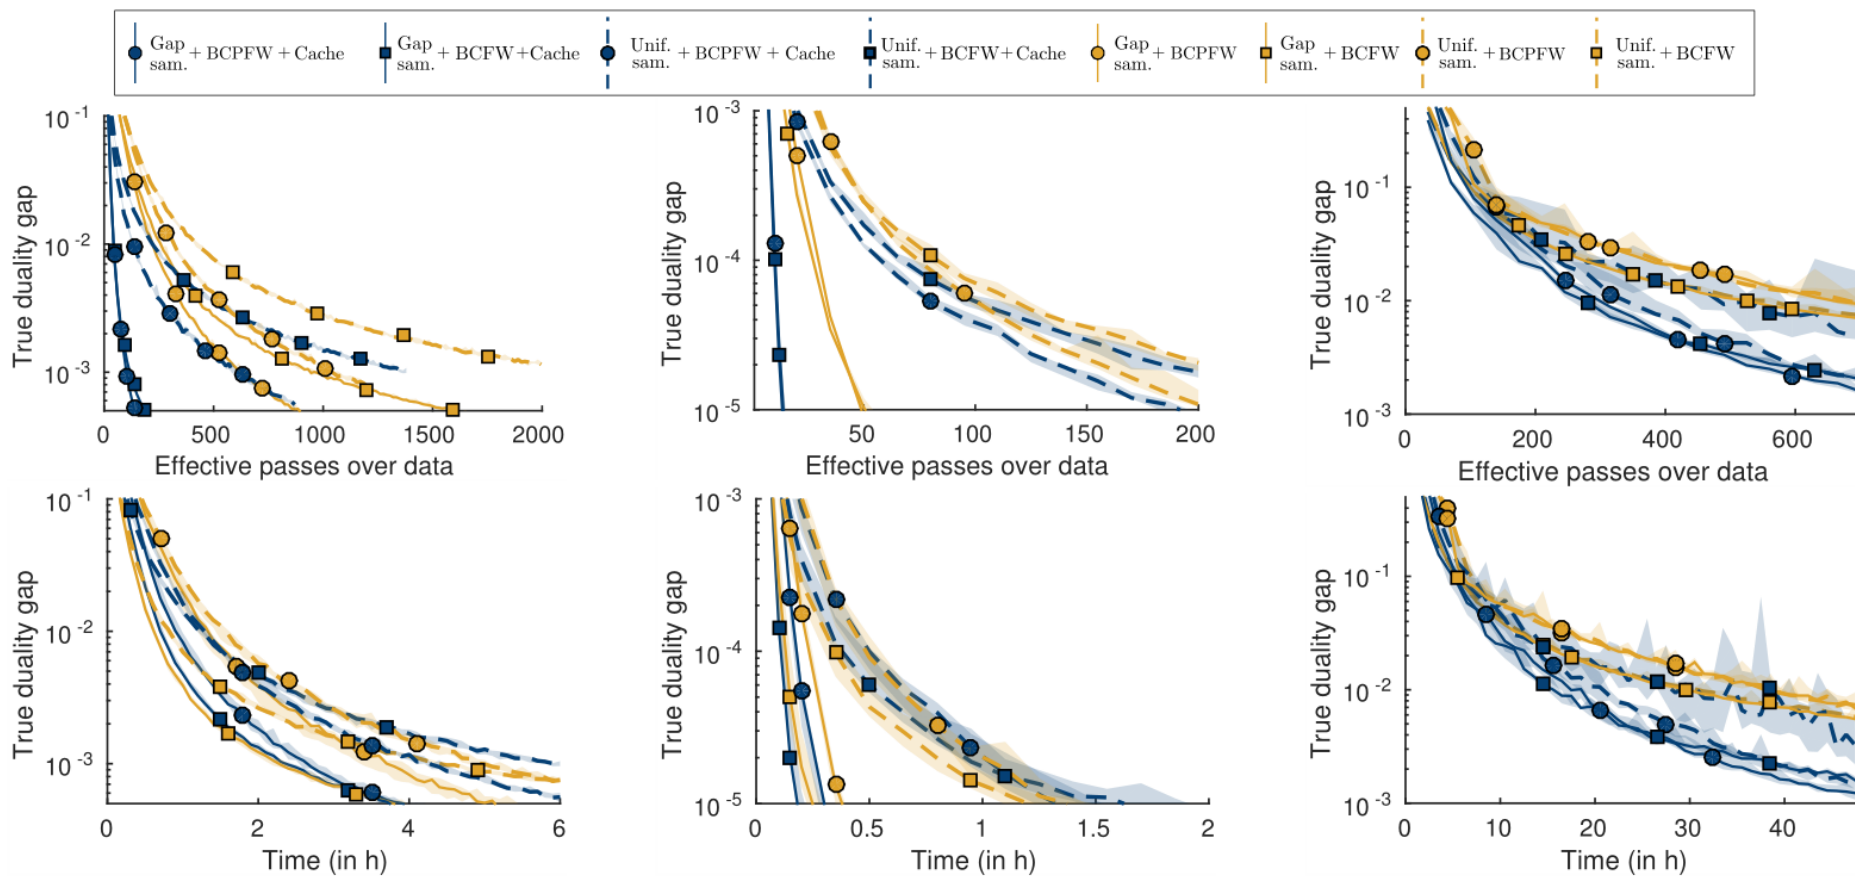 Gap sam. + BCPFW + Cache
Gap sam. + BCFW+Cache
Unif. sam. + BCPFW + Cache
Unif. sam. + BCFW+Cache
Gap sam. + BCPFW
Gap sam. + BCFW
Unif. sam. + BCPFW
Unif. sam. + BCFW
True duality gap
10^-1
10^-2
10^-3
0 500 1000 1500 2000
Effective passes over data
True duality gap
10^-3
10^-4
10^-5
50 100 150 200
Effective passes over data
True duality gap
10^-1
10^-2
10^-3
0 200 400 600
Effective passes over data
True duality gap
10^-1
10^-2
10^-3
0 2 4 6
Time (in h)
True duality gap
10^-3
10^-4
10^-5
0 0.5 1 1.5 2
Time (in h)
True duality gap
10^-1
10^-2
10^-3
0 10 20 30 40
Time (in h)